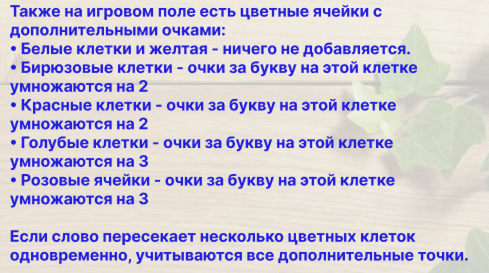 Также на игровом поле есть цветные ячейки с
дополнительными очками:
• Белые клетки и желтая - ничего не добавляется.
• Бирюзовые клетки - очки за букву на этой клетке
умножаются на 2
• Красные клетки - очки за букву на этой клетке
умножаются на 2
• Голубые клетки - очки за букву на этой клетке
умножаются на 3
• Розовые ячейки - очки за букву на этой клетке
умножаются на 3
Если слово пересекает несколько цветных клеток
одновременно, учитываются все дополнительные точки.